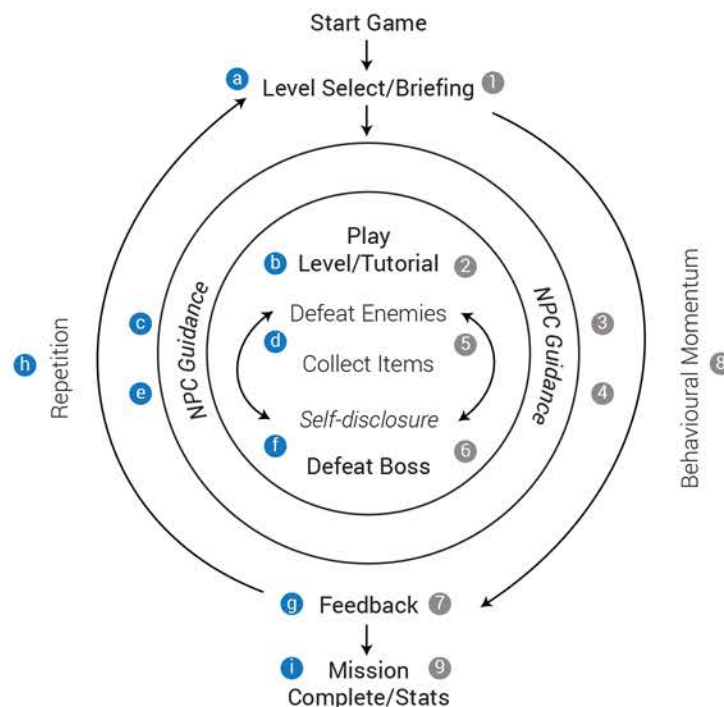 Start Game
a Level Select/Briefing 1
Play
b Level/Tutorial 2
Defeat Enemies
d 5
Collect Items
Self-disclosure
f 6
Defeat Boss
NPC Guidance
NPC Guidance
c 3
e 4
h Repetition
Behavioural Momentum 8
g Feedback 7
i Mission 9
Complete/Stats